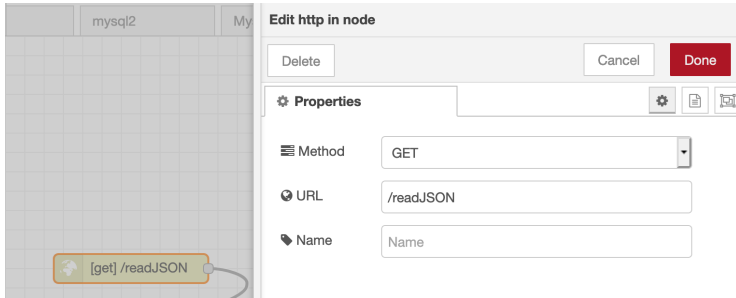 mysql2
My
Edit http in node
Delete
Cancel
Done
Properties
Method
GET
URL
/readJSON
Name
Name
[get] /readJSON